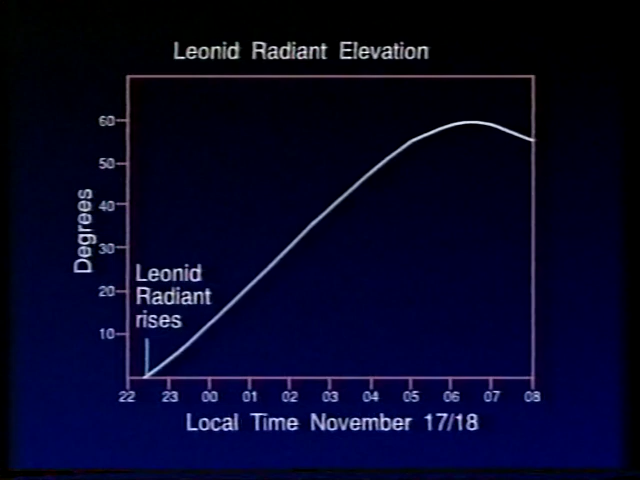 Leonid Radiant Elevation
60
50
40
30
20
10
Degrees
Leonid
Radiant
rises
22 23 00 01 02 03 04 05 06 07 08
Local Time November 17/18